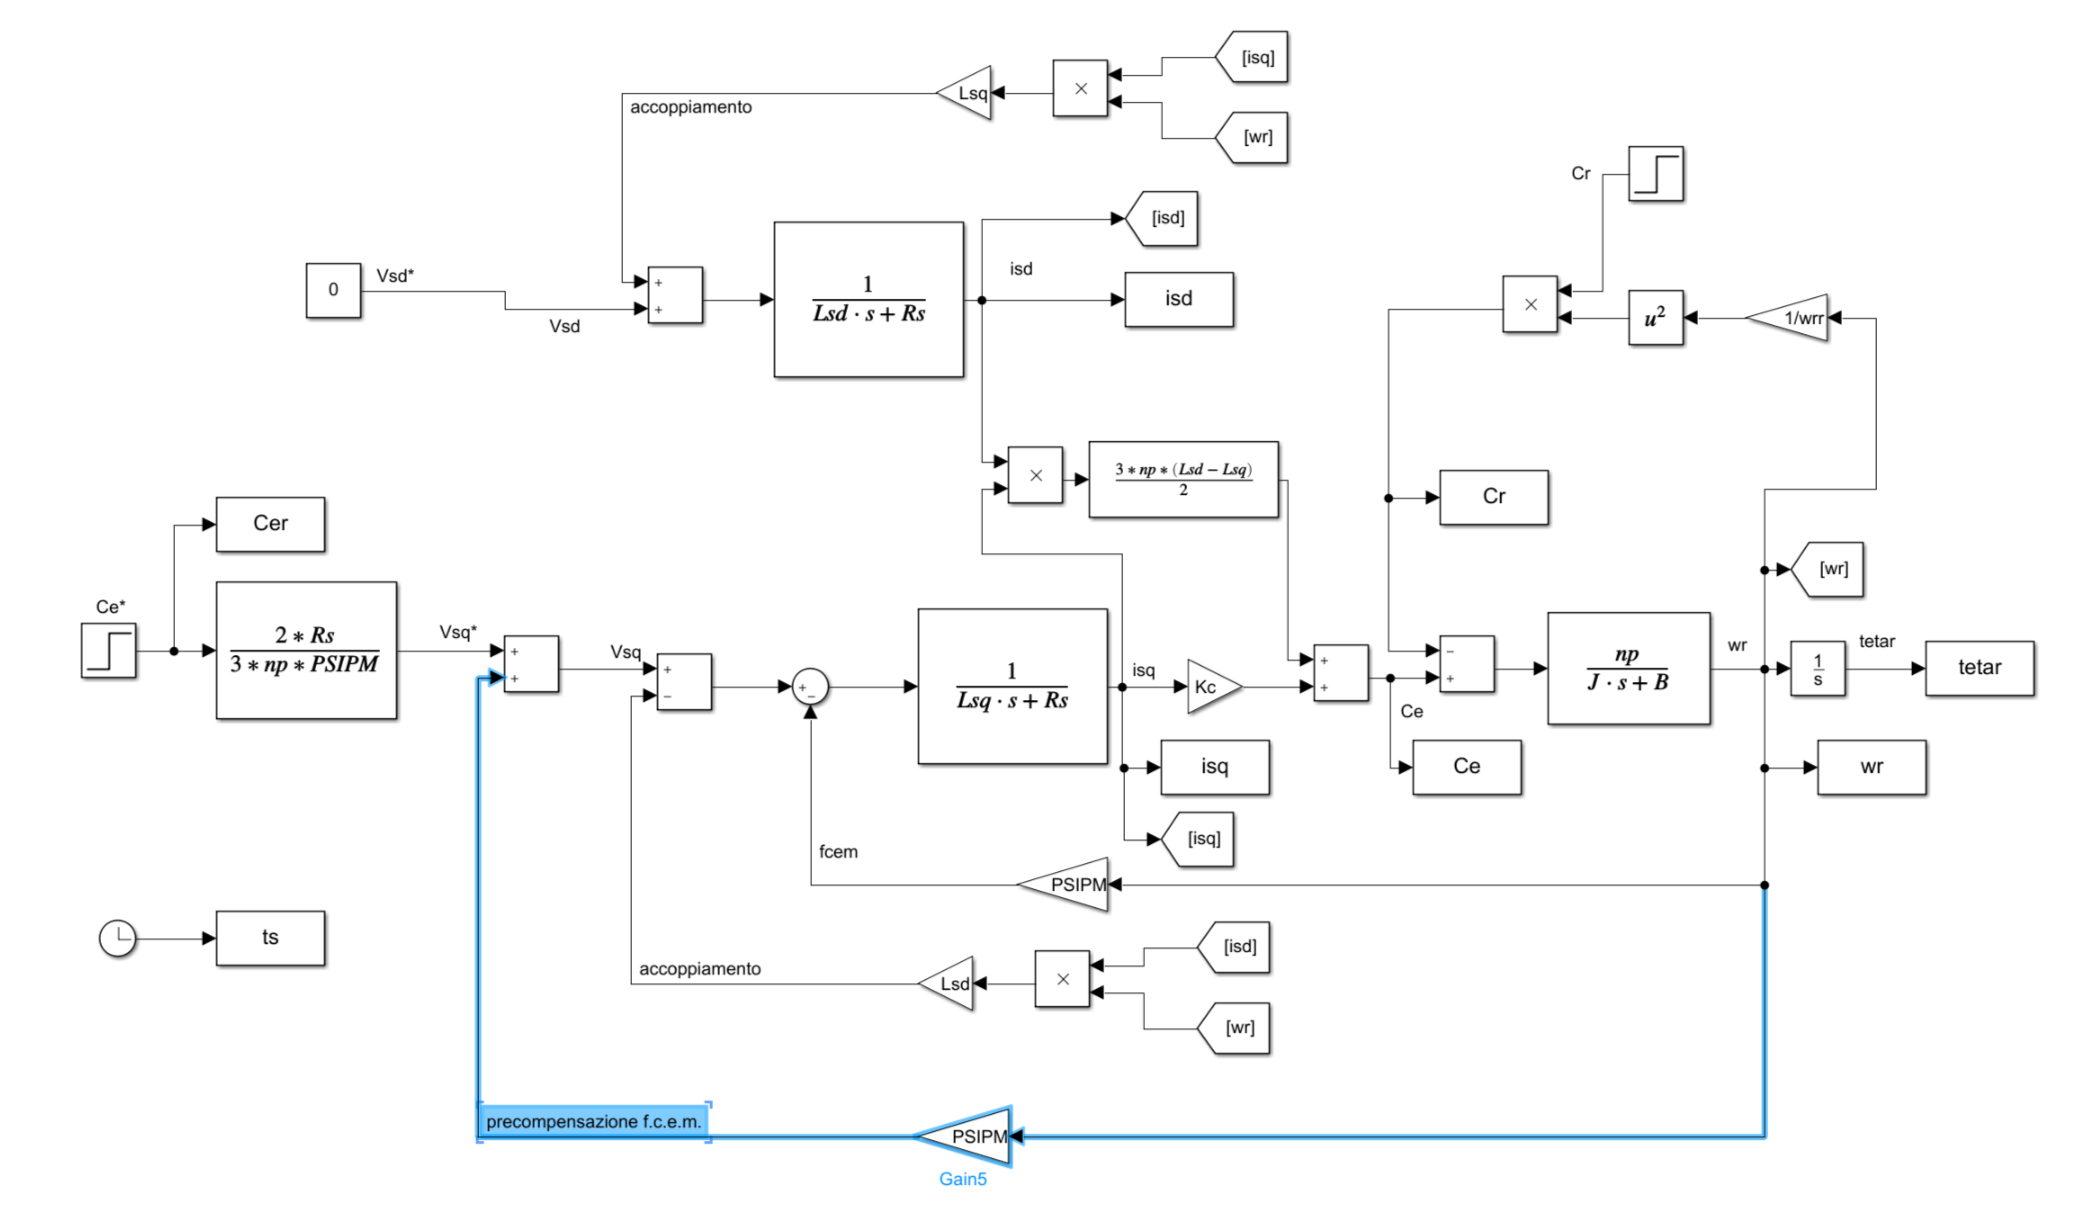 [isq]
Lsq
×
accoppiamento
[wr]
Cr
[isd]
0
Vsd*
Vsd
+
+
1
Lsd · s + Rs
isd
isd
×
u²
1/wrr
×
3 * np * (Lsd − Lsq)
2
Cr
Cer
Ce*
2 * Rs
3 * np * PSIPM
Vsq*
+
+
Vsq
+
−
+
−
1
Lsq · s + Rs
isq
Kc
+
+
Ce
−
+
np
J · s + B
wr
[wr]
1
s
tetar
tetar
isq
Ce
wr
[isq]
fcem
PSIPM
ts
accoppiamento
Lsd
×
[isd]
[wr]
precompensazione f.c.e.m.
PSIPM
Gain5